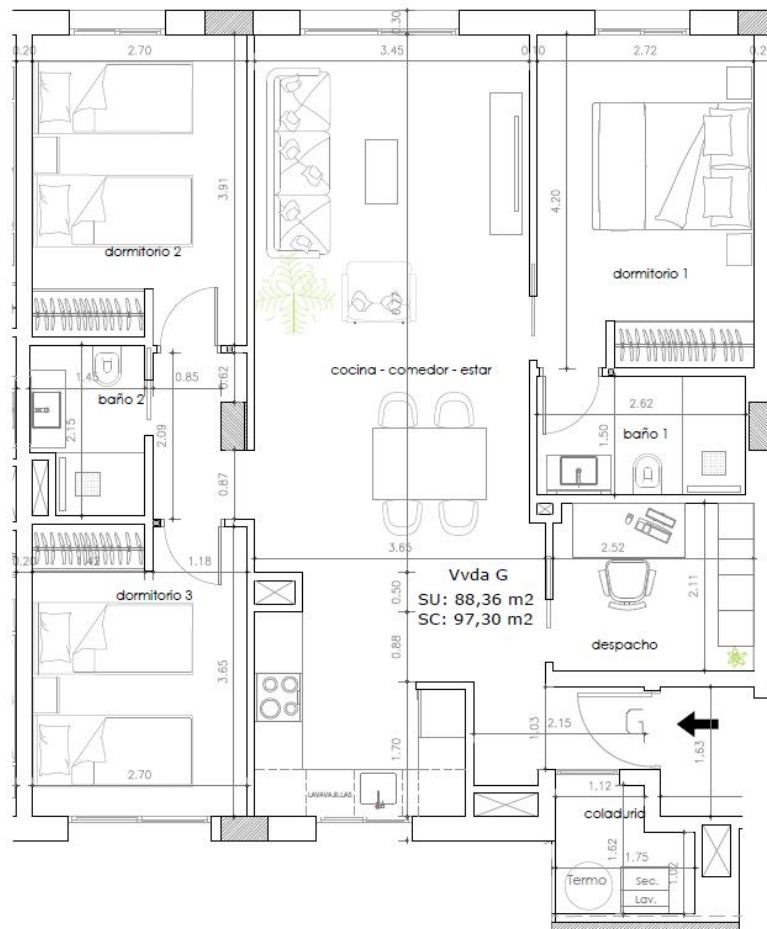 0.30
0.20 2.70 3.45 0.10 2.72
3.91
4.20
dormitorio 2
dormitorio 1
cocina - comedor - estar
1.45
0.85
0.62
baño 2
2.15
2.09
2.62
baño 1
1.50
0.87
0.20 1.42 1.18 3.65 2.52
Vvda G
SU: 88,36 m2
SC: 97,30 m2
2.11
0.50
dormitorio 3
0.88
despacho
3.65
G
1.03
2.15
1.70
1.63
2.70
1.12
LAVAVAJILLAS
coladuria
1.62
1.75
1.02
Termo
Sec.
Lav.